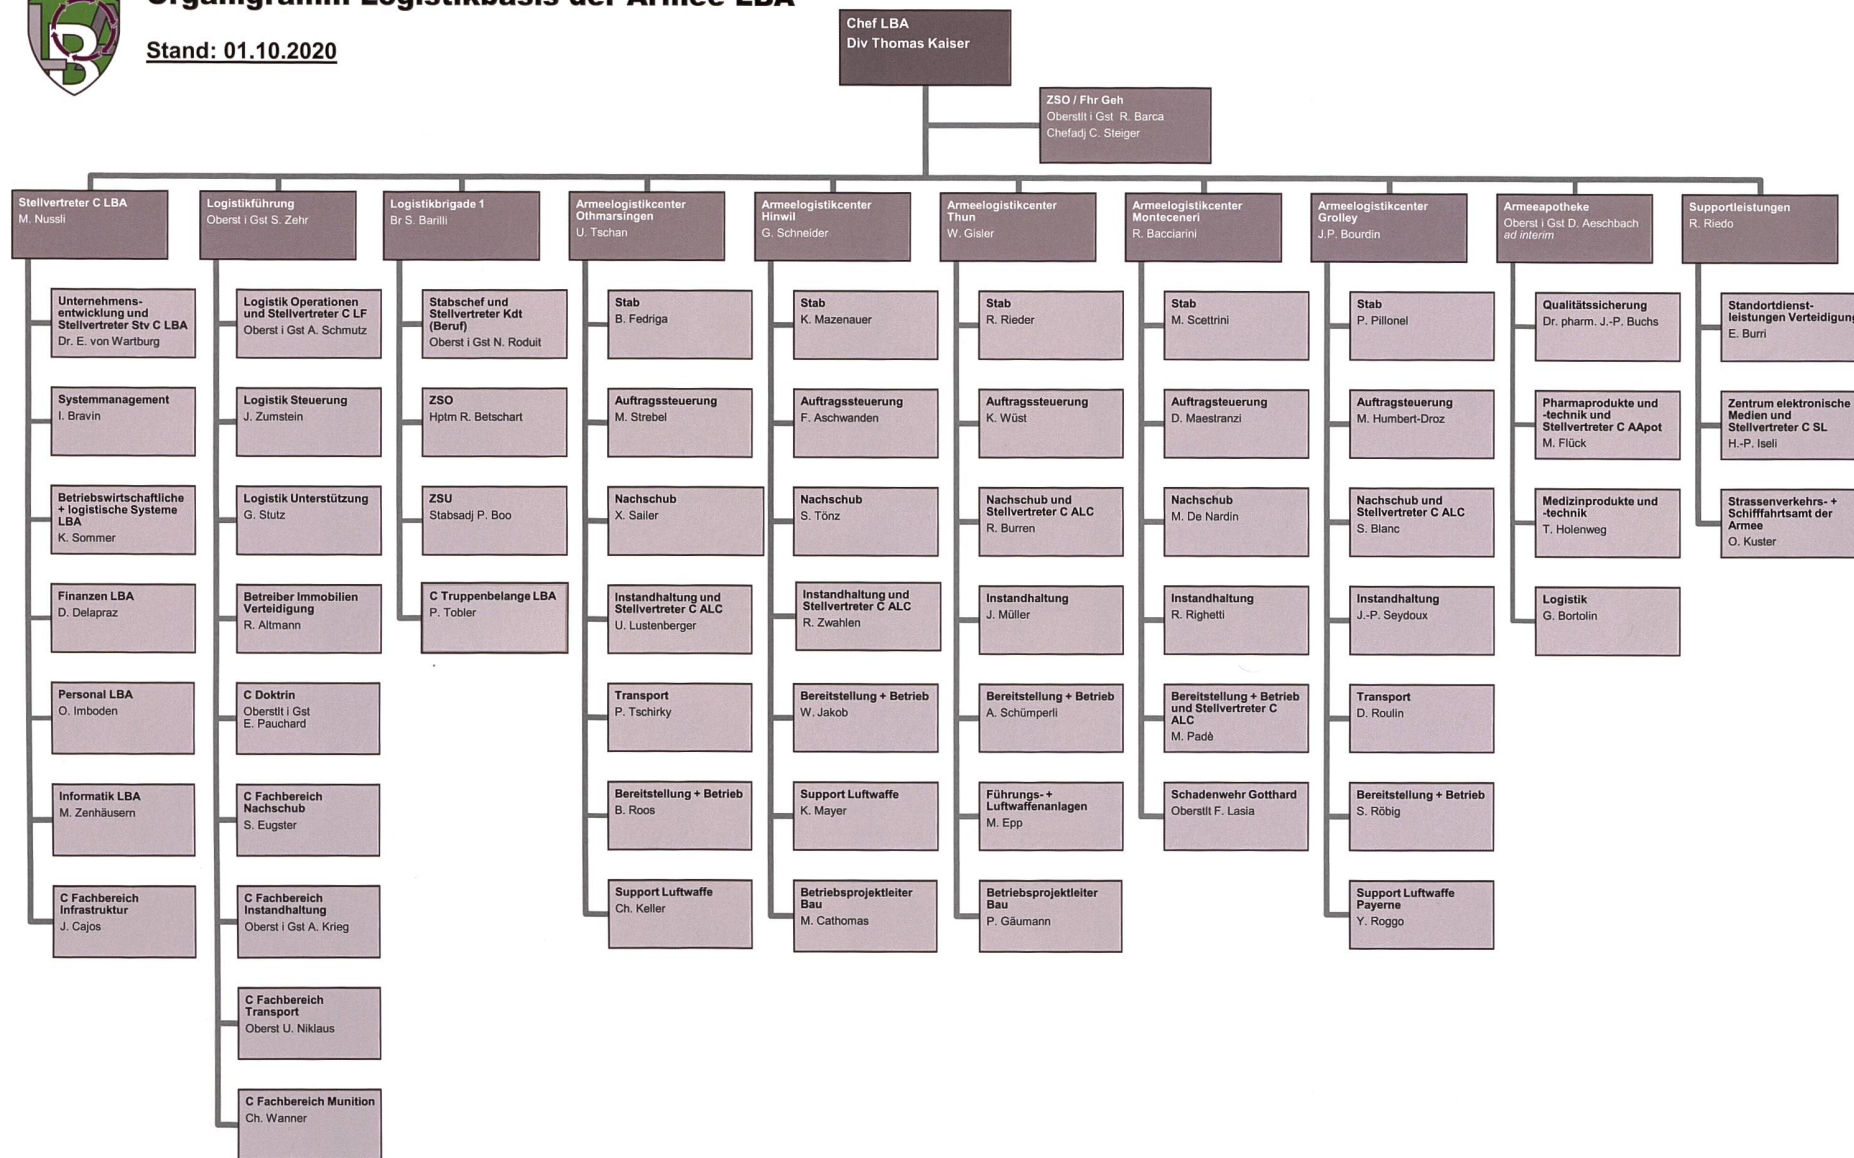 Organigramm Logistikbasis der Armee LBA
Stand: 01.10.2020
Chef LBA
Div Thomas Kaiser
ZSO / Fhr Geh
Oberstlt i Gst R. Barca
Chefadj C. Steiger
Stellvertreter C LBA
M. Nussli
Logistikführung
Oberst i Gst S. Zehr
Logistikbrigade 1
Br S. Barilli
Armeelogistikcenter
Othmarsingen
U. Tschan
Armeelogistikcenter
Hinwil
G. Schneider
Armeelogistikcenter
Thun
W. Gisler
Armeelogistikcenter
Monteceneri
R. Bacciarini
Armeelogistikcenter
Grolley
J.P. Bourdin
Armeeapotheke
Oberst i Gst D. Aeschbach
ad interim
Supportleistungen
R. Riedo
Unternehmens-
entwicklung und
Stellvertreter Stv C LBA
Dr. E. von Wartburg
Systemmanagement
I. Bravin
Betriebswirtschaftliche
+ logistische Systeme
LBA
K. Sommer
Finanzen LBA
D. Delapraz
Personal LBA
O. Imboden
Informatik LBA
M. Zenhäusern
C Fachbereich
Infrastruktur
J. Cajos
Logistik Operationen
und Stellvertreter C LF
Oberst i Gst A. Schmutz
Logistik Steuerung
J. Zumstein
Logistik Unterstützung
G. Stutz
Betreiber Immobilien
Verteidigung
R. Altmann
C Doktrin
Oberstlt i Gst
E. Pauchard
C Fachbereich
Nachschub
S. Eugster
C Fachbereich
Instandhaltung
Oberst i Gst A. Krieg
C Fachbereich
Transport
Oberst U. Niklaus
C Fachbereich Munition
Ch. Wanner
Stabschef und
Stellvertreter Kdt
(Beruf)
Oberst i Gst N. Roduit
ZSO
Hptm R. Betschart
ZSU
Stabsadj P. Boo
C Truppenbelange LBA
P. Tobler
Stab
B. Fedriga
Auftragssteuerung
M. Strebel
Nachschub
X. Sailer
Instandhaltung und
Stellvertreter C ALC
U. Lustenberger
Transport
P. Tschirky
Bereitstellung + Betrieb
B. Roos
Support Luftwaffe
Ch. Keller
Stab
K. Mazenauer
Auftragssteuerung
F. Aschwanden
Nachschub
S. Tönz
Instandhaltung und
Stellvertreter C ALC
R. Zwahlen
Bereitstellung + Betrieb
W. Jakob
Support Luftwaffe
K. Mayer
Betriebsprojektleiter
Bau
M. Cathomas
Stab
R. Rieder
Auftragssteuerung
K. Wüst
Nachschub und
Stellvertreter C ALC
R. Burren
Instandhaltung
J. Müller
Bereitstellung + Betrieb
A. Schümperli
Führungs- +
Luftwaffenanlagen
M. Epp
Betriebsprojektleiter
Bau
P. Gäumann
Stab
M. Scettrini
Auftragsteuerung
D. Maestranzi
Nachschub
M. De Nardin
Instandhaltung
R. Righetti
Bereitstellung + Betrieb
und Stellvertreter C
ALC
M. Padè
Schadenwehr Gotthard
Oberstlt F. Lasia
Stab
P. Pillonel
Auftragsteuerung
M. Humbert-Droz
Nachschub und
Stellvertreter C ALC
S. Blanc
Instandhaltung
J.-P. Seydoux
Transport
D. Roulin
Bereitstellung + Betrieb
S. Röbig
Support Luftwaffe
Payerne
Y. Roggo
Qualitätssicherung
Dr. pharm. J.-P. Buchs
Pharmaprodukte und
-technik und
Stellvertreter C AApot
M. Flück
Medizinprodukte und
-technik
T. Holenweg
Logistik
G. Bortolin
Standortdienst-
leistungen Verteidigung
E. Burri
Zentrum elektronische
Medien und
Stellvertreter C SL
H.-P. Iseli
Strassenverkehrs- +
Schifffahrtsamt der
Armee
O. Kuster